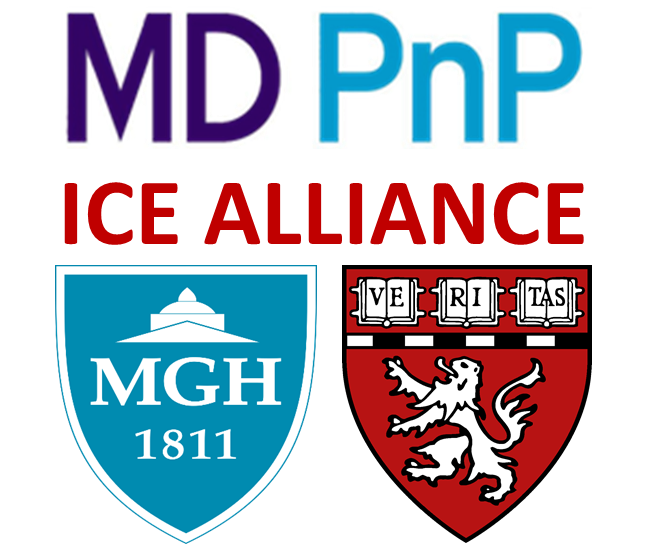 MD PnP
ICE ALLIANCE
MGH
1811
VE RI TAS